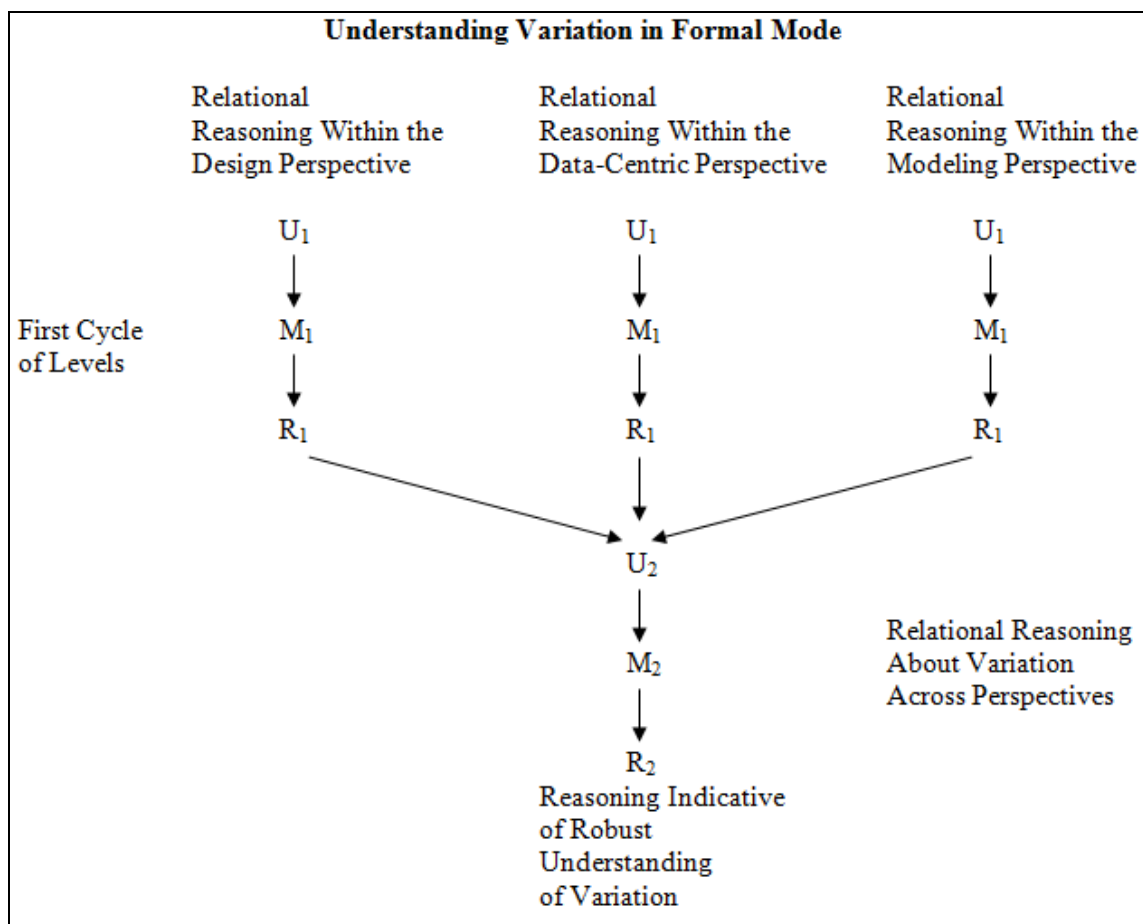 Understanding Variation in Formal Mode
Relational
Reasoning Within the
Design Perspective
Relational
Reasoning Within the
Data-Centric Perspective
Relational
Reasoning Within the
Modeling Perspective
U₁
U₁
U₁
First Cycle
of Levels
M₁
M₁
M₁
R₁
R₁
R₁
U₂
M₂
Relational Reasoning
About Variation
Across Perspectives
R₂
Reasoning Indicative
of Robust
Understanding
of Variation